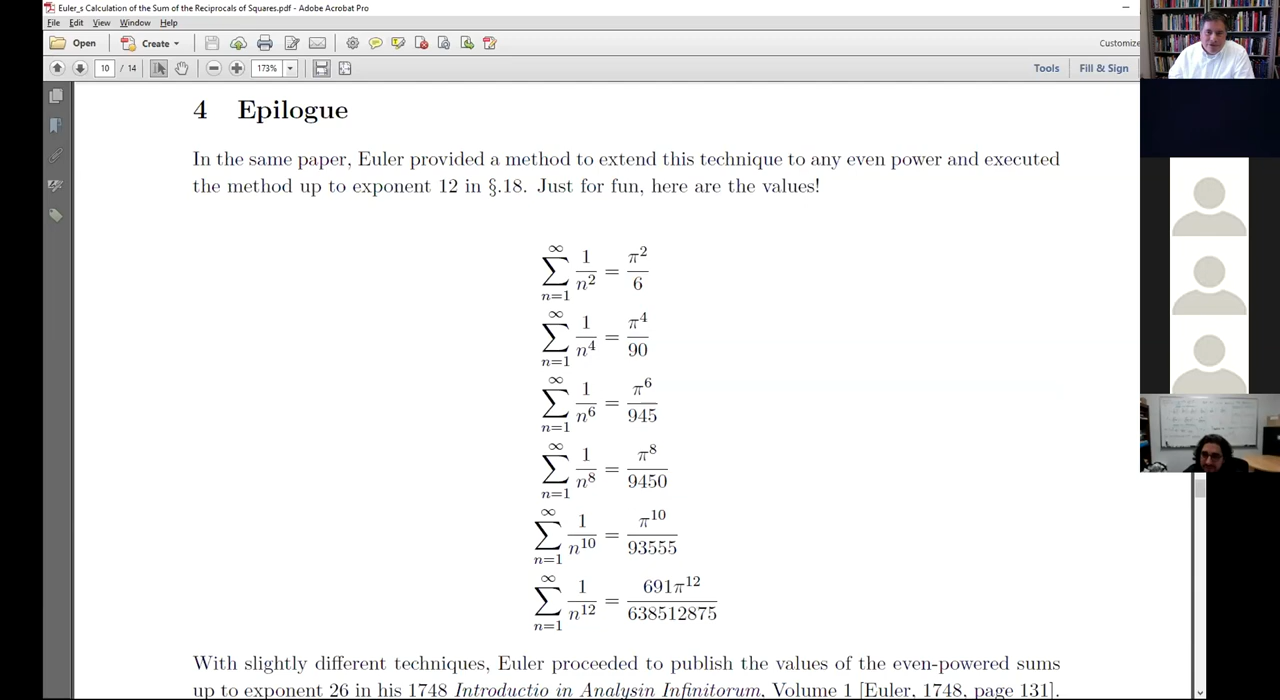 Euler_s Calculation of the Sum of the Reciprocals of Squares.pdf - Adobe Acrobat Pro
File Edit View Window Help
Open Create Customize
10 / 14 173% Tools Fill & Sign
4 Epilogue
In the same paper, Euler provided a method to extend this technique to any even power and executed
the method up to exponent 12 in §.18. Just for fun, here are the values!
∑_{n=1}^{∞} 1/n^2 = π^2/6
∑_{n=1}^{∞} 1/n^4 = π^4/90
∑_{n=1}^{∞} 1/n^6 = π^6/945
∑_{n=1}^{∞} 1/n^8 = π^8/9450
∑_{n=1}^{∞} 1/n^10 = π^10/93555
∑_{n=1}^{∞} 1/n^12 = 691π^12/638512875
With slightly different techniques, Euler proceeded to publish the values of the even-powered sums
up to exponent 26 in his 1748 Introductio in Analysin Infinitorum, Volume 1 [Euler, 1748, page 131].